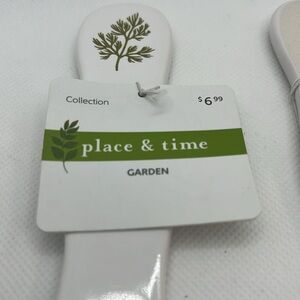 Collection
$6.99
place & time
GARDEN